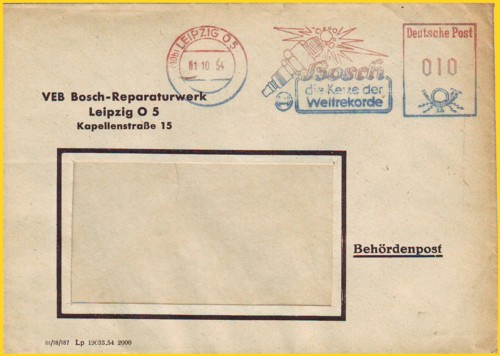 (10b) LEIPZIG O 5
01 10 54
Bosch
die Kerze der
Weltrekorde
Deutsche Post
010
VEB Bosch-Reparaturwerk
Leipzig O 5
Kapellenstraße 15
Behördenpost
Lp 19035.54 2000